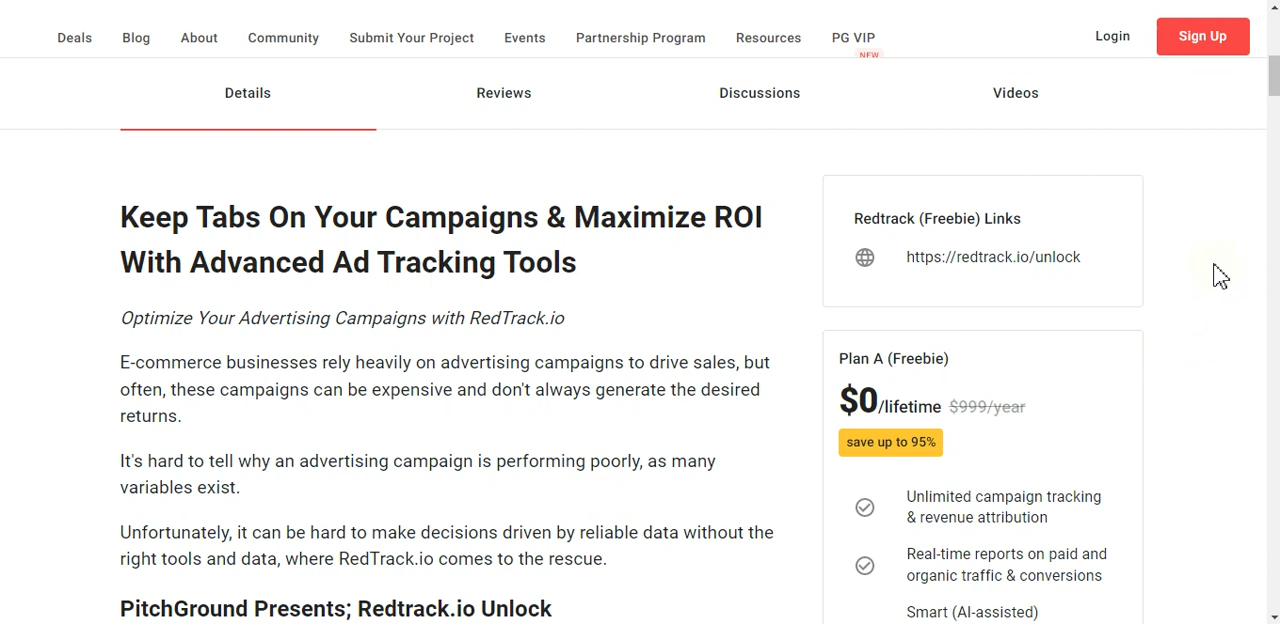 Deals Blog About Community Submit Your Project Events Partnership Program Resources PG VIP Login Sign Up
NEW
Details Reviews Discussions Videos
Keep Tabs On Your Campaigns & Maximize ROI
With Advanced Ad Tracking Tools
Optimize Your Advertising Campaigns with RedTrack.io
E-commerce businesses rely heavily on advertising campaigns to drive sales, but
often, these campaigns can be expensive and don't always generate the desired
returns.
It's hard to tell why an advertising campaign is performing poorly, as many
variables exist.
Unfortunately, it can be hard to make decisions driven by reliable data without the
right tools and data, where RedTrack.io comes to the rescue.
PitchGround Presents; Redtrack.io Unlock
Redtrack (Freebie) Links
https://redtrack.io/unlock
Plan A (Freebie)
$0/lifetime $999/year
save up to 95%
Unlimited campaign tracking
& revenue attribution
Real-time reports on paid and
organic traffic & conversions
Smart (AI-assisted)